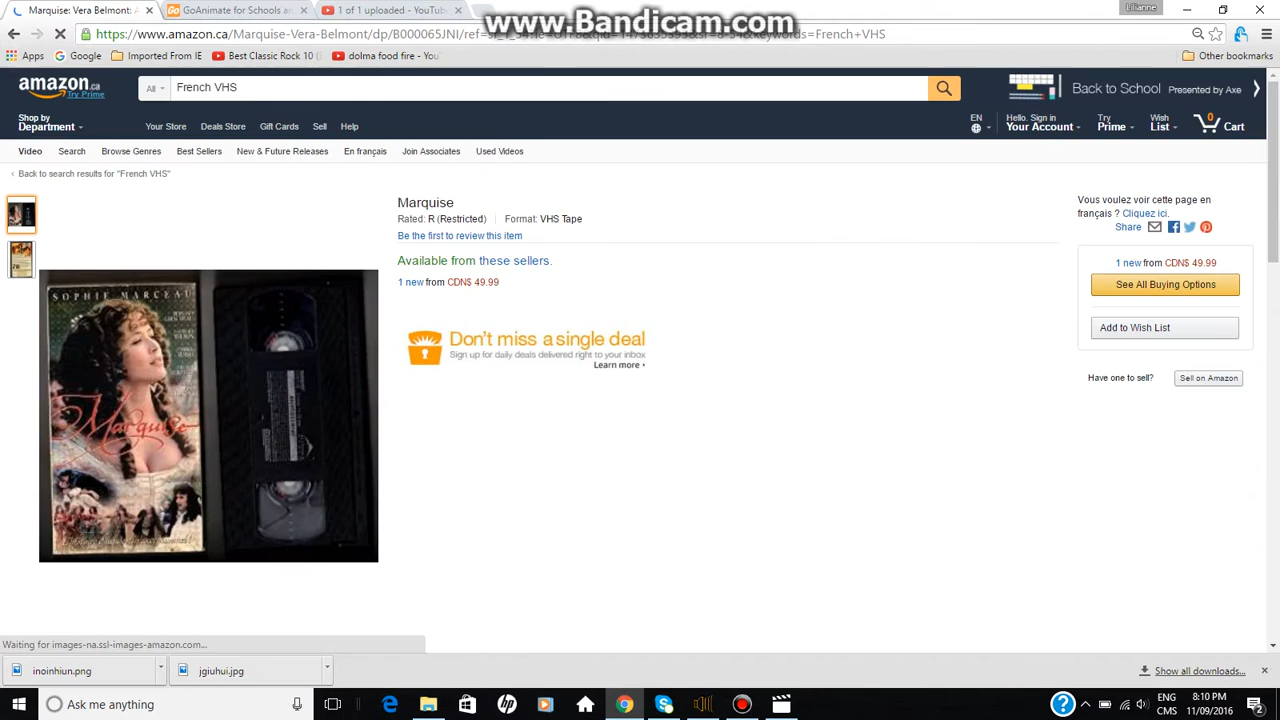 Marquise: Vera Belmont: A
GoAnimate for Schools and
1 of 1 uploaded - YouTube
www.Bandicam.com
Lilianne
Apps
Google
Imported From IE
Best Classic Rock 10 (
dolma food fire - You
Other bookmarks
amazon.ca
Try Prime
All
French VHS
Back to School Presented by Axe
Shop by
Department
Your Store
Deals Store
Gift Cards
Sell
Help
EN
Hello. Sign in
Your Account
Try
Prime
Wish
List
0
Cart
Video
Search
Browse Genres
Best Sellers
New & Future Releases
En français
Join Associates
Used Videos
‹ Back to search results for "French VHS"
Marquise
Rated: R (Restricted) | Format: VHS Tape
Be the first to review this item
Available from these sellers.
1 new from CDN$ 49.99
Don't miss a single deal
Sign up for daily deals delivered right to your inbox
Learn more
Vous voulez voir cette page en
français ? Cliquez ici.
Share
1 new from CDN$ 49.99
See All Buying Options
Add to Wish List
Have one to sell?
Sell on Amazon
SOPHIE MARCEAU
Marquise
Waiting for images-na.ssl-images-amazon.com...
inoinhiun.png
jgiuhui.jpg
Show all downloads...
Ask me anything
ENG
CMS
8:10 PM
11/09/2016
2